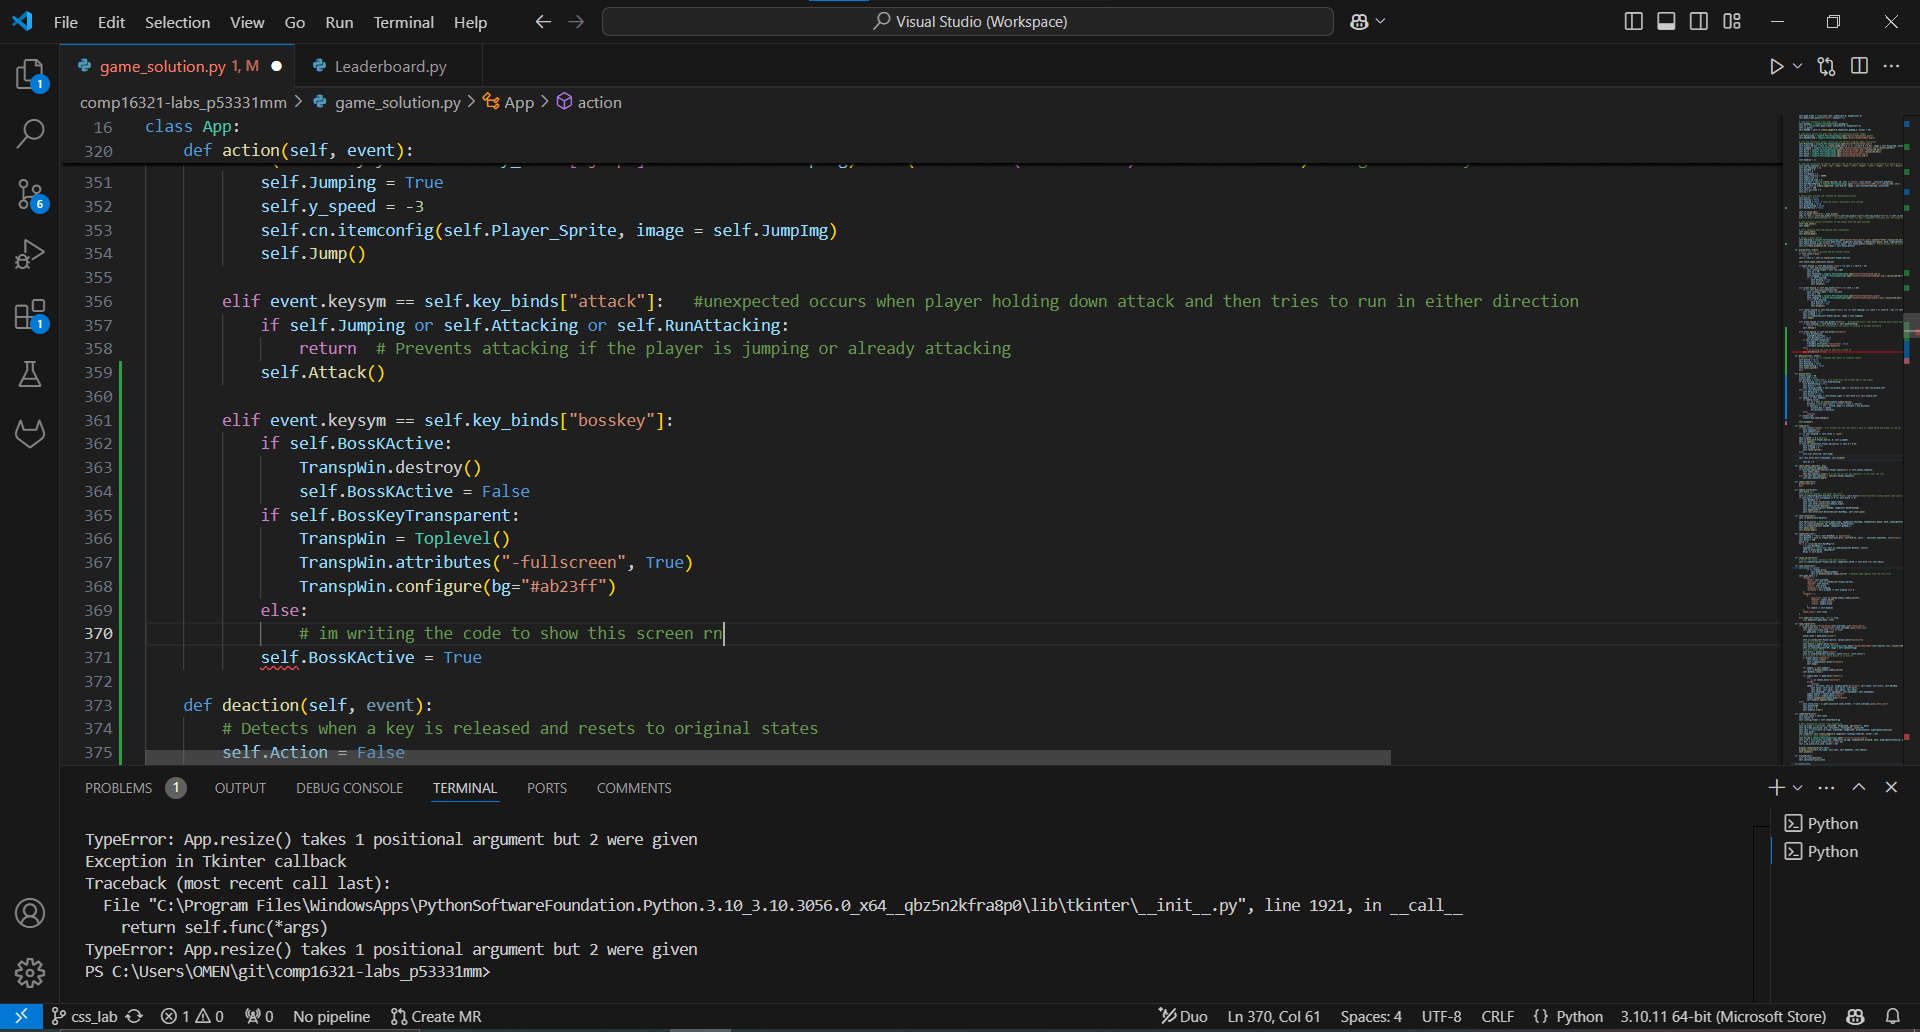 File Edit Selection View Go Run Terminal Help
Visual Studio (Workspace)
game_solution.py 1, M
Leaderboard.py
comp16321-labs_p53331mm > game_solution.py > App > action
16 class App:
320 def action(self, event):
351 self.Jumping = True
352 self.y_speed = -3
353 self.cn.itemconfig(self.Player_Sprite, image = self.JumpImg)
354 self.Jump()
355
356 elif event.keysym == self.key_binds["attack"]: #unexpected occurs when player holding down attack and then tries to run in either direction
357 if self.Jumping or self.Attacking or self.RunAttacking:
358 return # Prevents attacking if the player is jumping or already attacking
359 self.Attack()
360
361 elif event.keysym == self.key_binds["bosskey"]:
362 if self.BossKActive:
363 TranspWin.destroy()
364 self.BossKActive = False
365 if self.BossKeyTransparent:
366 TranspWin = Toplevel()
367 TranspWin.attributes("-fullscreen", True)
368 TranspWin.configure(bg="#ab23ff")
369 else:
370 # im writing the code to show this screen rn
371 self.BossKActive = True
372
373 def deaction(self, event):
374 # Detects when a key is released and resets to original states
375 self.Action = False
PROBLEMS 1 OUTPUT DEBUG CONSOLE TERMINAL PORTS COMMENTS
TypeError: App.resize() takes 1 positional argument but 2 were given
Exception in Tkinter callback
Traceback (most recent call last):
File "C:\Program Files\WindowsApps\PythonSoftwareFoundation.Python.3.10_3.10.3056.0_x64__qbz5n2kfra8p0\lib\tkinter\__init__.py", line 1921, in __call__
return self.func(*args)
TypeError: App.resize() takes 1 positional argument but 2 were given
PS C:\Users\OMEN\git\comp16321-labs_p53331mm>
Python
Python
1
6
1
css_lab 1 0 0 No pipeline Create MR
Duo Ln 370, Col 61 Spaces: 4 UTF-8 CRLF {} Python 3.10.11 64-bit (Microsoft Store)